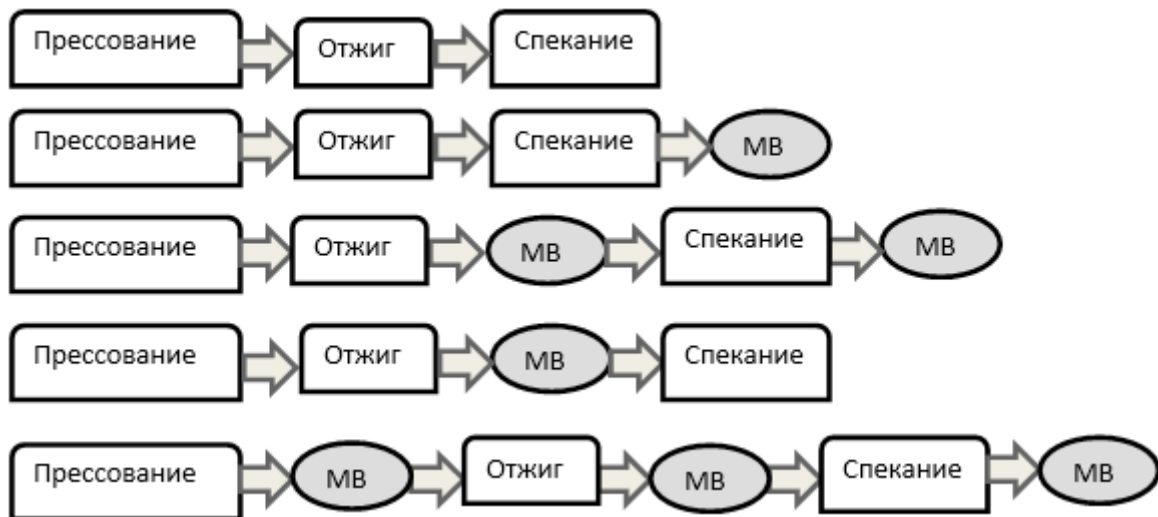 Прессование Отжиг Спекание
Прессование Отжиг Спекание МВ
Прессование Отжиг МВ Спекание МВ
Прессование Отжиг МВ Спекание
Прессование МВ Отжиг МВ Спекание МВ